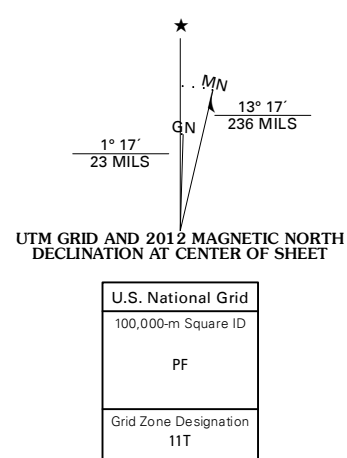 ★
MN
13° 17´
236 MILS
GN
1° 17´
23 MILS
UTM GRID AND 2012 MAGNETIC NORTH
DECLINATION AT CENTER OF SHEET
U.S. National Grid
100,000-m Square ID
PF
Grid Zone Designation
11T